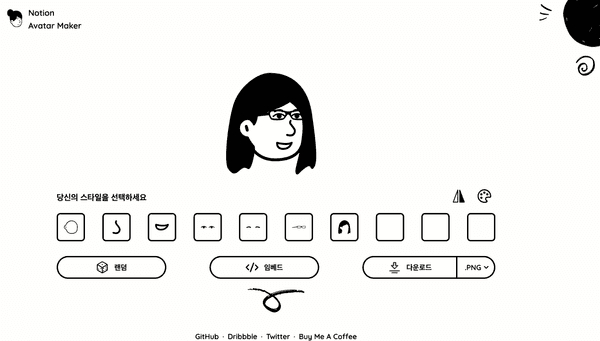 Notion
Avatar Maker
당신의 스타일을 선택하세요
랜덤
임베드
다운로드
.PNG
GitHub · Dribbble · Twitter · Buy Me A Coffee